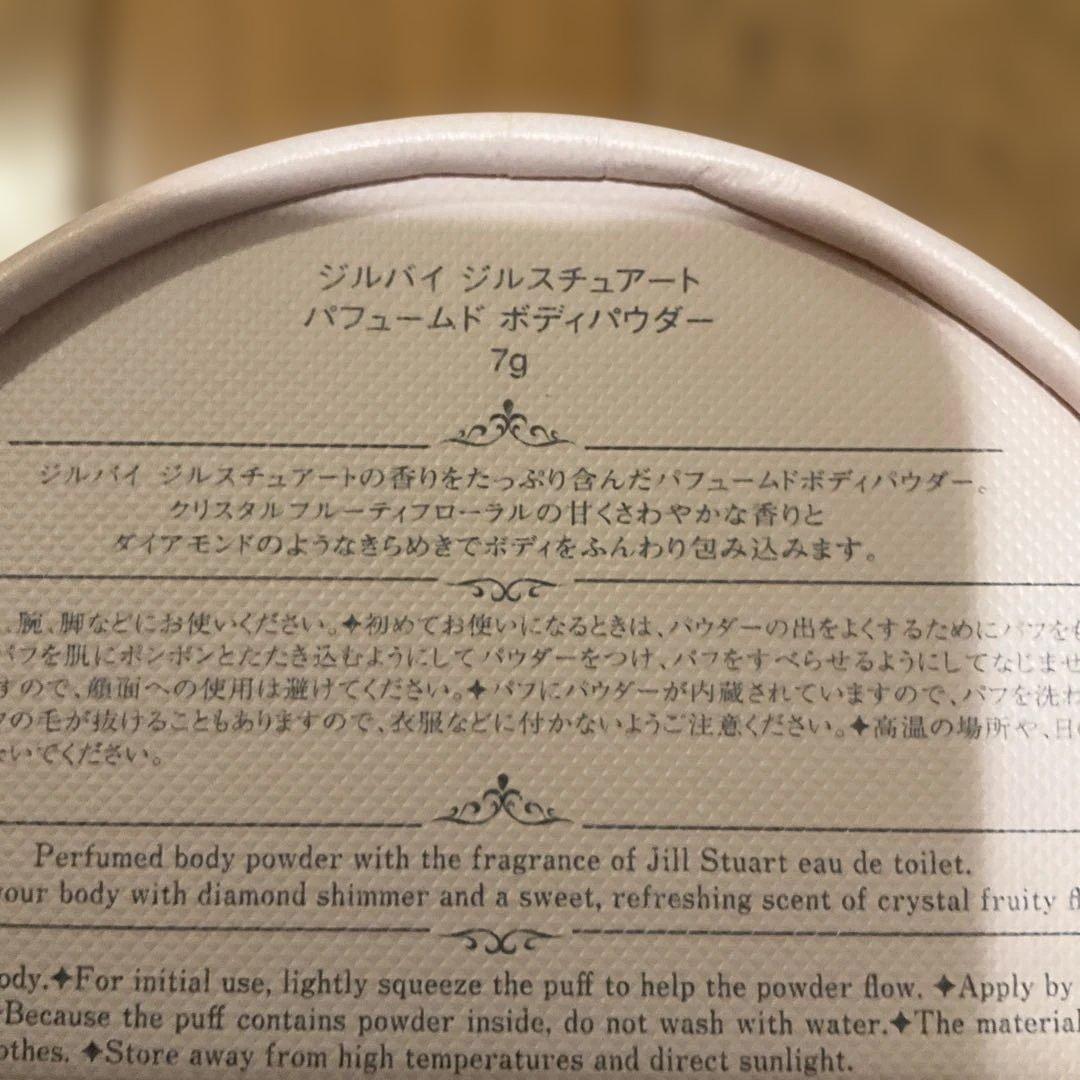 ジルバイ ジルスチュアート
パフュームド ボディパウダー
7g
ジルバイ ジルスチュアートの香りをたっぷり含んだパフュームドボディパウダー。
クリスタルフルーティフローラルの甘くさわやかな香りと
ダイアモンドのようなきらめきでボディをふんわり包み込みます。
、腕、脚などにお使いください。✦初めてお使いになるときは、パウダーの出をよくするためにパフを
パフを肌にポンポンとたたき込むようにしてパウダーをつけ、パフをすべらせるようにしてなじませ
すので、顔面への使用は避けてください。✦パフにパウダーが内蔵されていますので、パフを洗わ
の毛が抜けることもありますので、衣服などに付かないようご注意ください。✦高温の場所や、日
いでください。
Perfumed body powder with the fragrance of Jill Stuart eau de toilet.
your body with diamond shimmer and a sweet, refreshing scent of crystal fruity
ody.✦For initial use, lightly squeeze the puff to help the powder flow. ✦Apply by
Because the puff contains powder inside, do not wash with water.✦The material
othes. ✦Store away from high temperatures and direct sunlight.